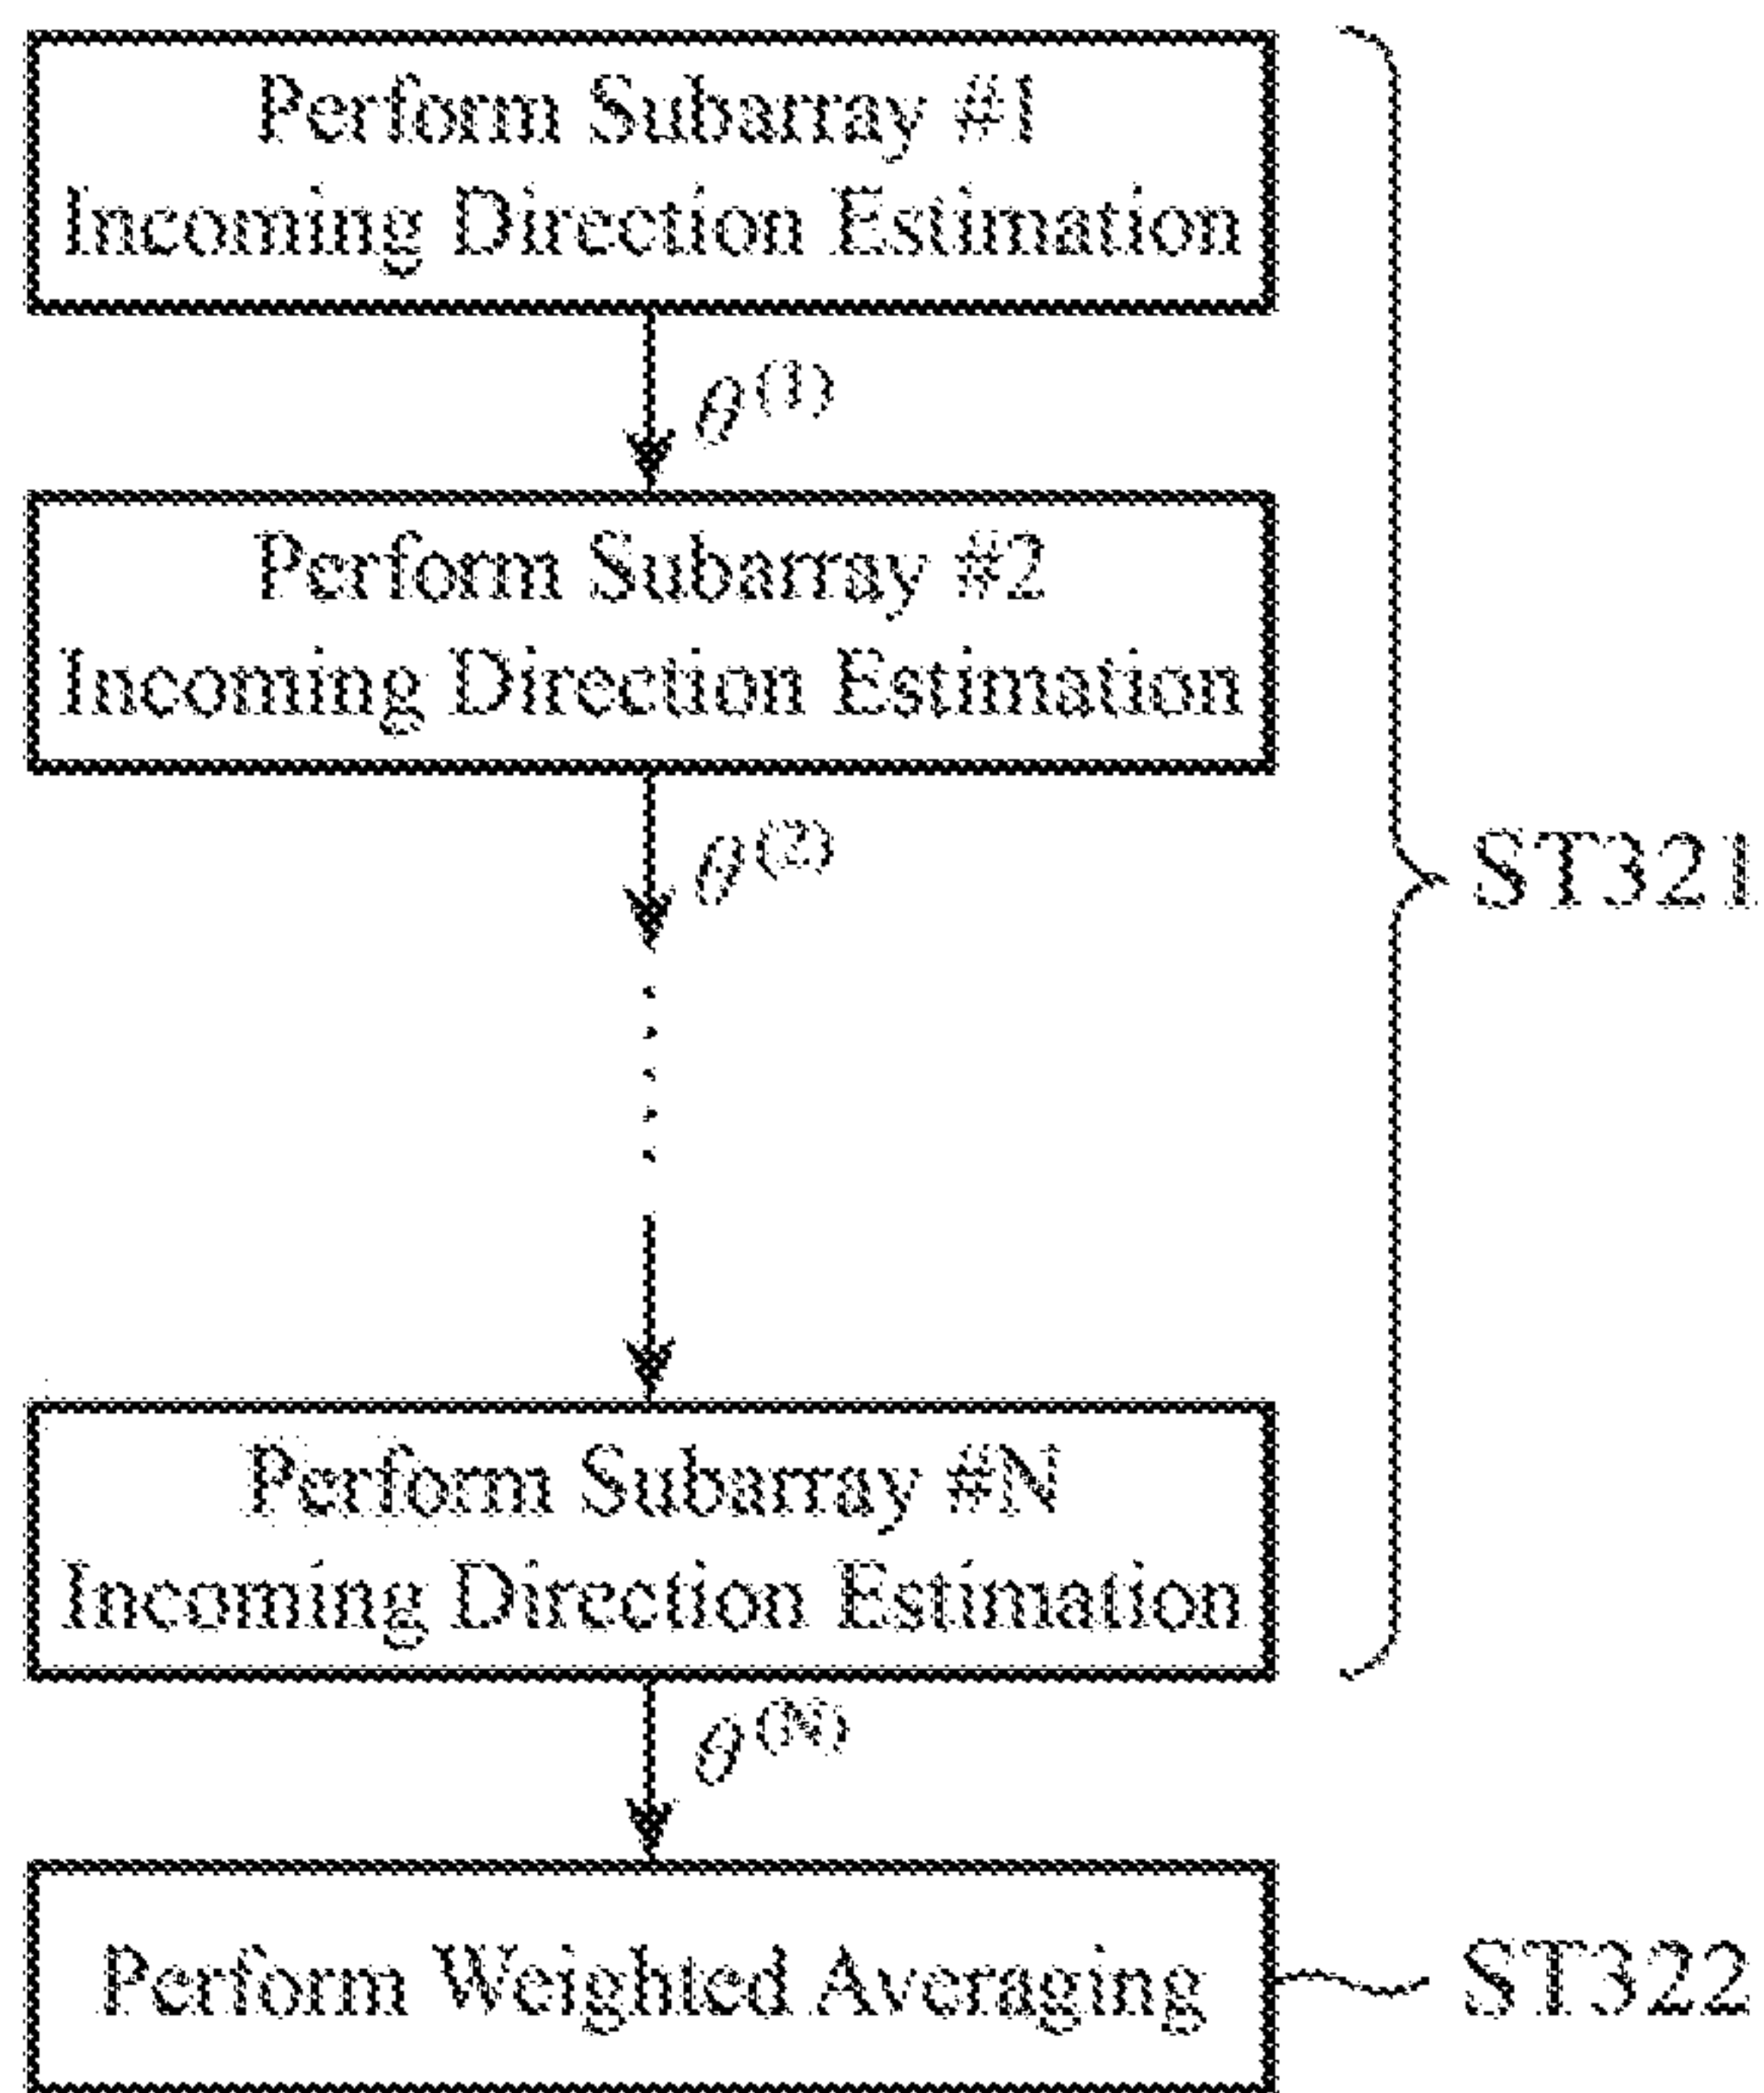 Perform Subarray #1
Incoming Direction Estimation
θ(1)
Perform Subarray #2
Incoming Direction Estimation
θ(2)
ST321
Perform Subarray #N
Incoming Direction Estimation
θ(N)
Perform Weighted Averaging
ST322